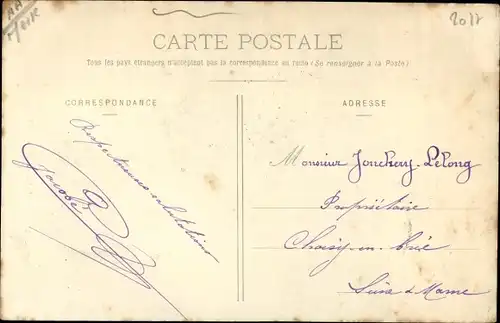 2017
CARTE POSTALE
Tous les pays étrangers n'acceptent pas la correspondance au recto (Se renseigner à la Poste)
CORRESPONDANCE
ADRESSE
salutations
Monsieur Jonchery-Lelong
Propriétaire
Choisy-en-Brie
Seine & Marne